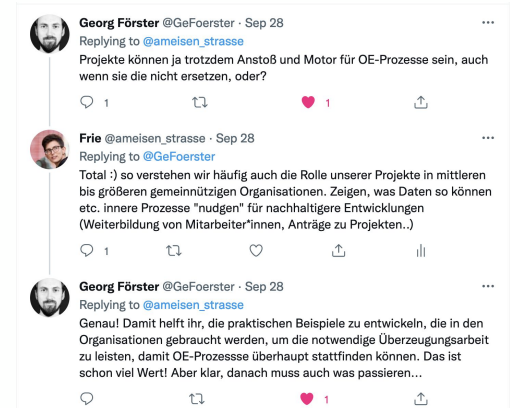 Georg Förster @GeFoerster · Sep 28
Replying to @ameisen_strasse
Projekte können ja trotzdem Anstoß und Motor für OE-Prozesse sein, auch
wenn sie die nicht ersetzen, oder?
1 1
Frie @ameisen_strasse · Sep 28
Replying to @GeFoerster
Total :) so verstehen wir häufig auch die Rolle unserer Projekte in mittleren
bis größeren gemeinnützigen Organisationen. Zeigen, was Daten so können
etc. innere Prozesse "nudgen" für nachhaltigere Entwicklungen
(Weiterbildung von Mitarbeiter*innen, Anträge zu Projekten..)
1
Georg Förster @GeFoerster · Sep 28
Replying to @ameisen_strasse
Genau! Damit helft ihr, die praktischen Beispiele zu entwickeln, die in den
Organisationen gebraucht werden, um die notwendige Überzeugungsarbeit
zu leisten, damit OE-Prozessse überhaupt stattfinden können. Das ist
schon viel Wert! Aber klar, danach muss auch was passieren...
1